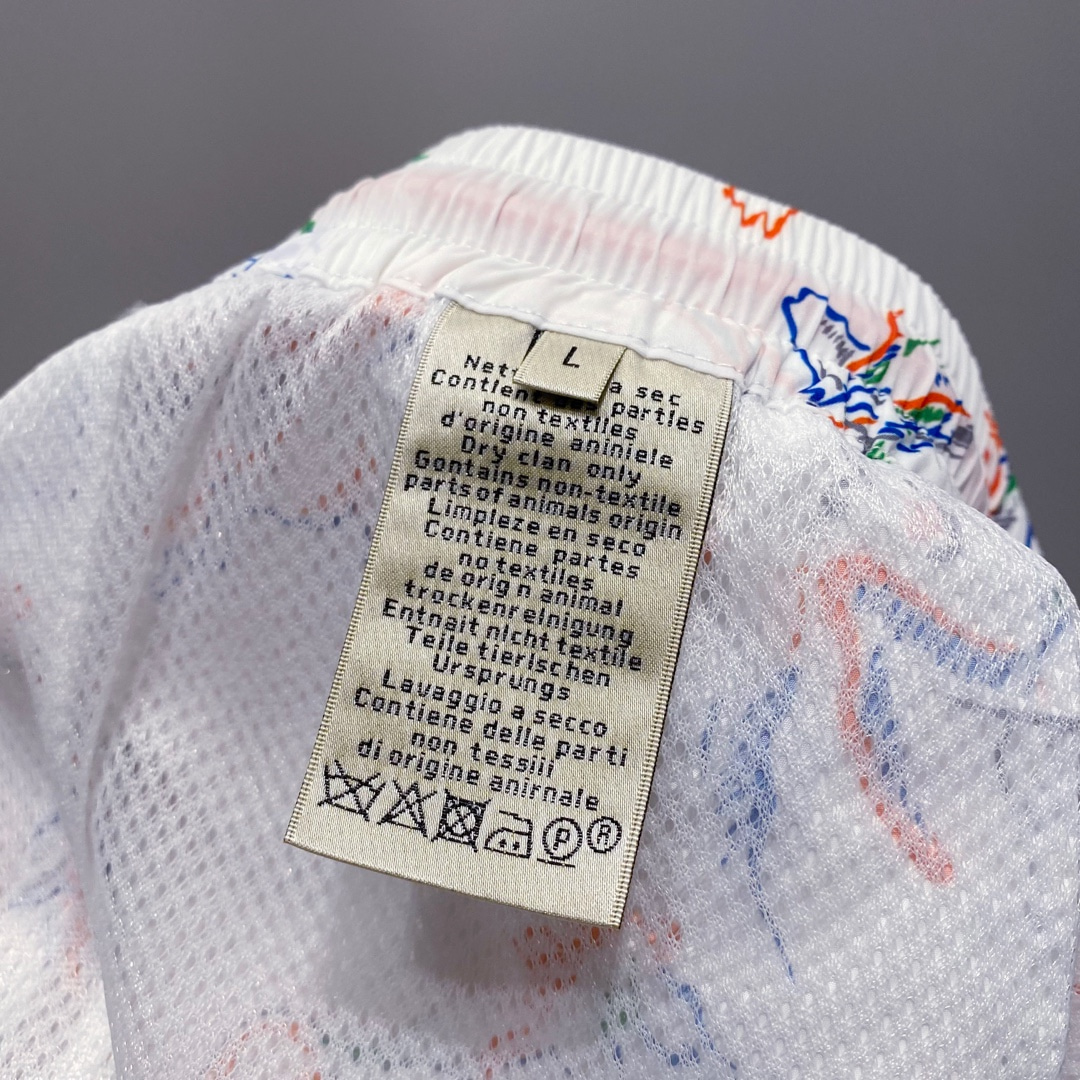 L
Nett a sec
Contient parties
non textiles
d'origine aniniele
Dry clan only
Gontains non-textile
parts of animals origin
Limpleze en seco
Contiene partes
no textiles
de orig n animal
trockenreinigung
Entnait nicht textile
Telle tierischen
Ursprungs
Lavaggio a secco
Contiene delle parti
non tessiii
di origine anirnale
P R